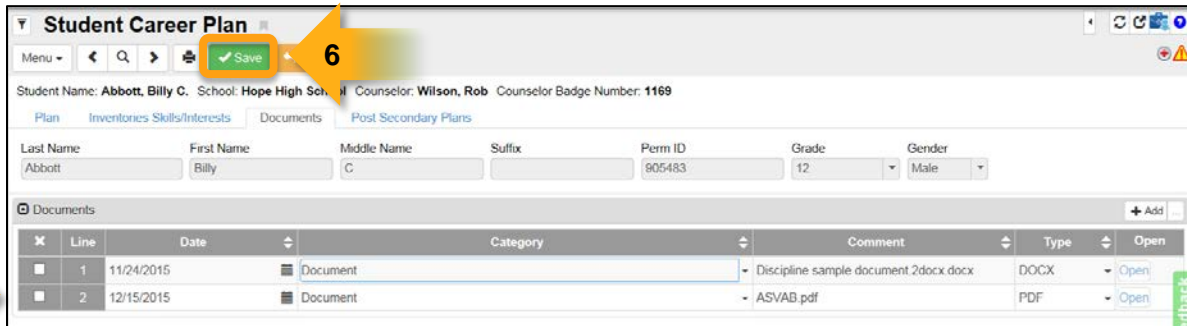 Student Career Plan
Menu Save 6
Student Name: Abbott, Billy C. School: Hope High School Counselor: Wilson, Rob Counselor Badge Number: 1169
Plan Inventories Skills/Interests Documents Post Secondary Plans
Last Name First Name Middle Name Suffix Perm ID Grade Gender
Abbott Billy C 905483 12 Male
Documents + Add ...
X Line Date Category Comment Type Open
1 11/24/2015 Document Discipline sample document 2docx.docx DOCX Open
2 12/15/2015 Document ASVAB.pdf PDF Open